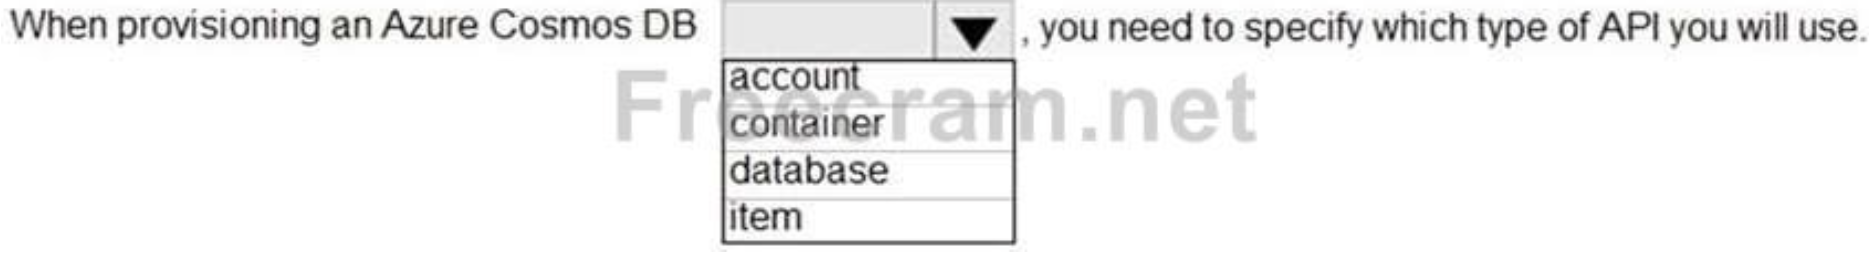 When provisioning an Azure Cosmos DB , you need to specify which type of API you will use.
account
Freecram.net
container
database
item